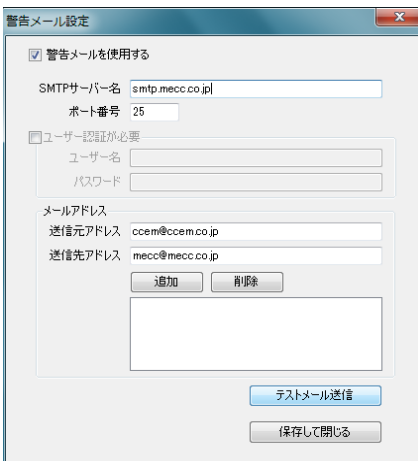 警告メール設定
警告メールを使用する
SMTPサーバー名 smtp.mecc.co.jp
ポート番号 25
ユーザー認証が必要
ユーザー名
パスワード
メールアドレス
送信元アドレス ccem@ccem.co.jp
送信先アドレス mecc@mecc.co.jp
追加 削除
テストメール送信
保存して閉じる